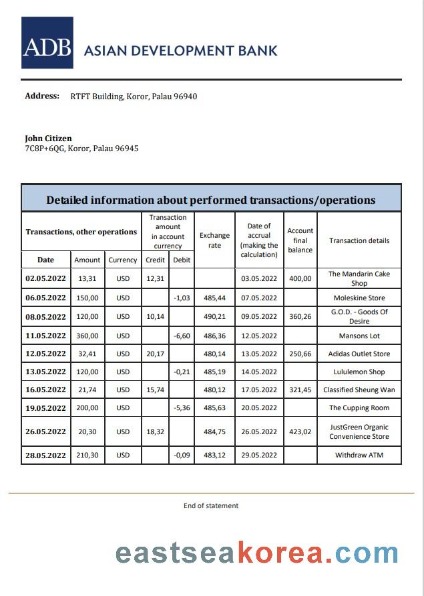 ADB ASIAN DEVELOPMENT BANK
Address: RTFT Building, Koror, Palau 96940
John Citizen
7C8P+6QG, Koror, Palau 96945
Detailed information about performed transactions/operations
Transactions, other operations
Transaction
amount
in account
currency
Exchange
rate
Date of
accrual
(making the
calculation)
Account
final
balance
Transaction details
Date Amount Currency Credit Debit
02.05.2022 13,31 USD 12,31 03.05.2022 400,00 The Mandarin Cake
Shop
06.05.2022 150,00 USD -1,03 485,44 07.05.2022 Moleskine Store
08.05.2022 120,00 USD 10,14 490,21 09.05.2022 360,26 G.O.D. - Goods Of
Desire
11.05.2022 360,00 USD -6,60 486,36 12.05.2022 Mansons Lot
12.05.2022 32,41 USD 20,17 480,14 13.05.2022 250,66 Adidas Outlet Store
13.05.2022 120,00 USD -0,21 485,19 14.05.2022 Lululemon Shop
16.05.2022 21,74 USD 15,74 480,12 17.05.2022 321,45 Classified Sheung Wan
19.05.2022 200,00 USD -5,36 485,63 20.05.2022 The Cupping Room
26.05.2022 20,30 USD 18,32 484,75 26.05.2022 423,02 JustGreen Organic
Convenience Store
28.05.2022 210,30 USD -0,09 483,12 29.05.2022 Withdraw ATM
End of statement
eastseakorea.com